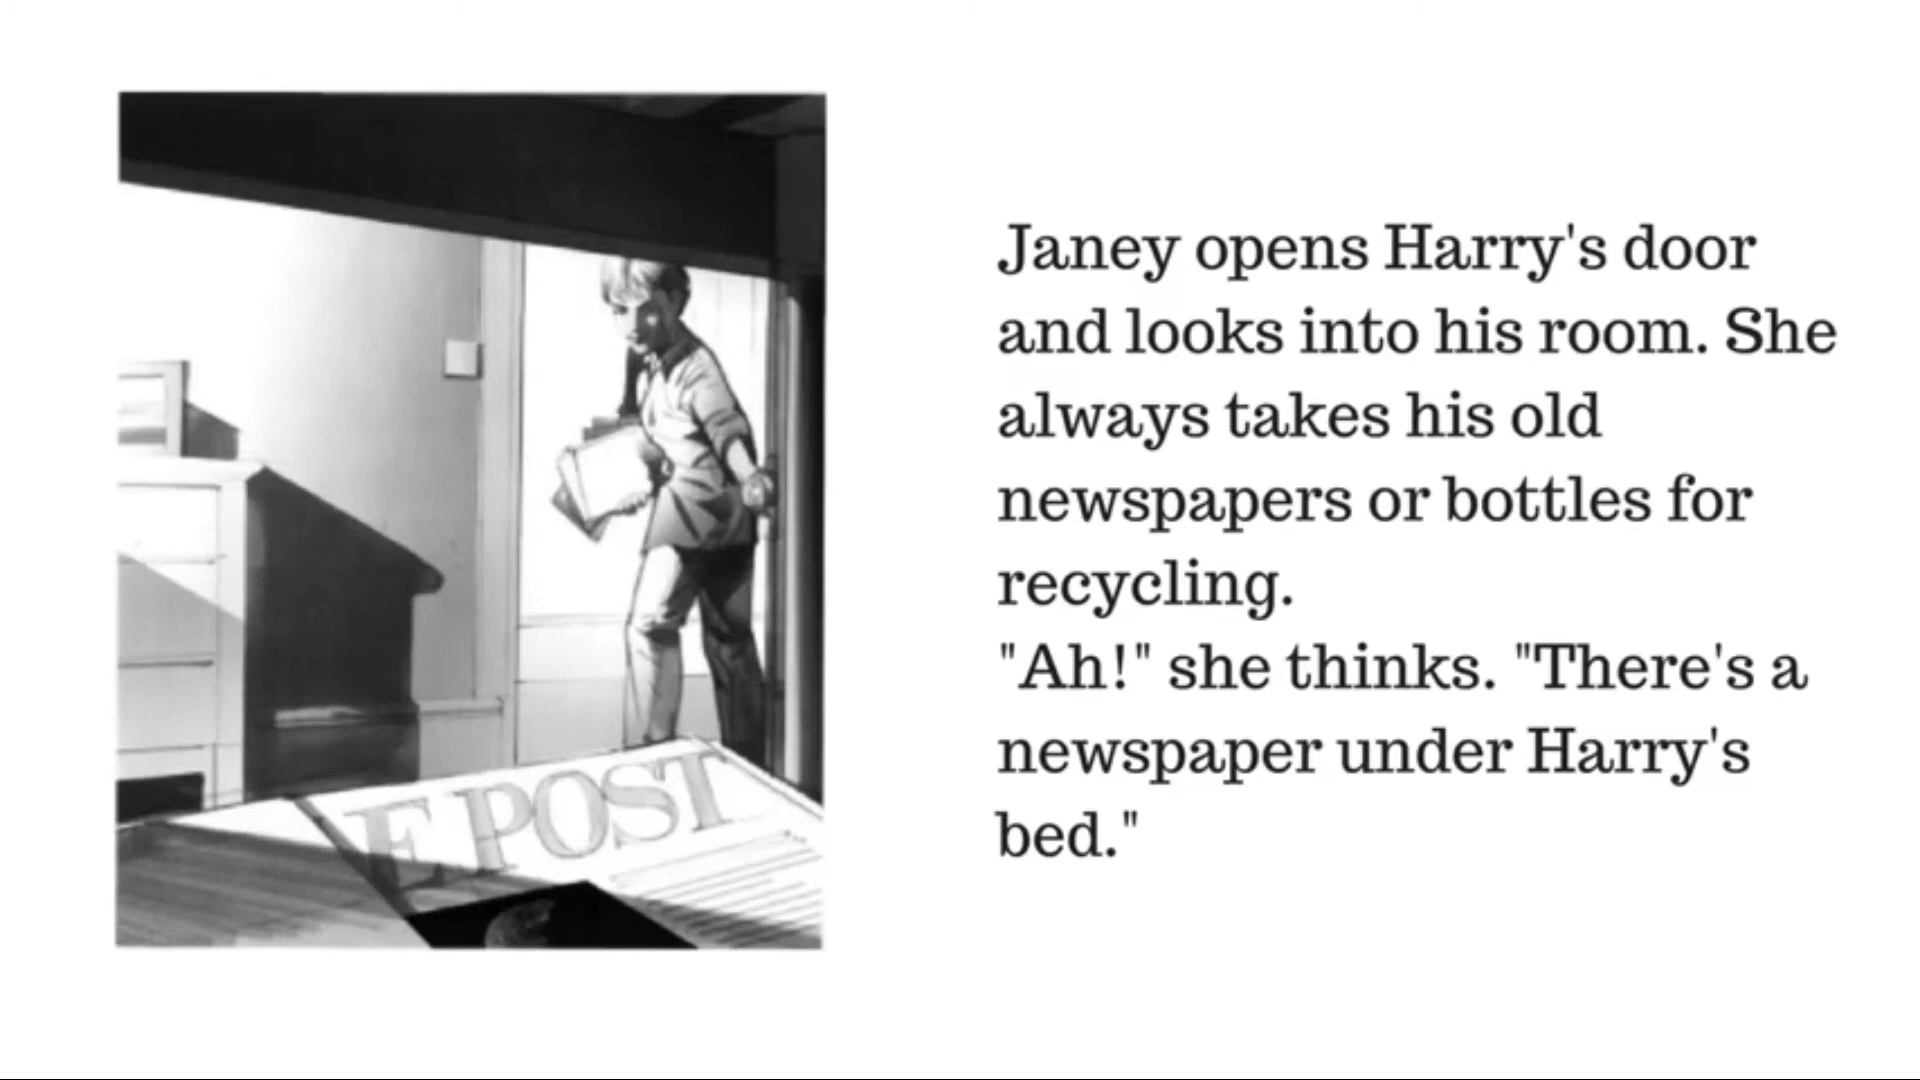 E POST
Janey opens Harry's door
and looks into his room. She
always takes his old
newspapers or bottles for
recycling.
"Ah!" she thinks. "There's a
newspaper under Harry's
bed."